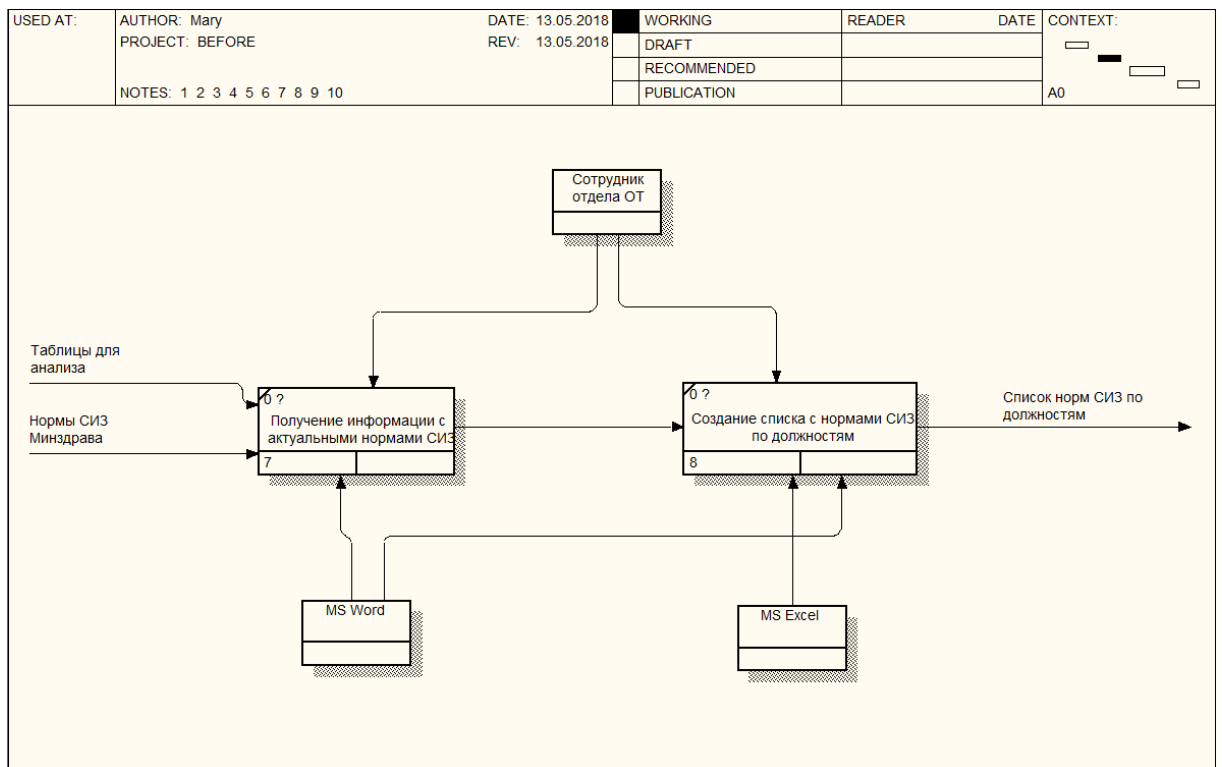 USED AT:
AUTHOR: Mary
DATE: 13.05.2018
PROJECT: BEFORE
REV: 13.05.2018
NOTES: 1 2 3 4 5 6 7 8 9 10
WORKING
DRAFT
RECOMMENDED
PUBLICATION
READER
DATE
CONTEXT:
A0
Сотрудник
отдела ОТ
Таблицы для
анализа
Нормы СИЗ
Минздрава
0 ?
Получение информации с
актуальными нормами СИЗ
7
0 ?
Создание списка с нормами СИЗ
по должностям
8
Список норм СИЗ по
должностям
MS Word
MS Excel